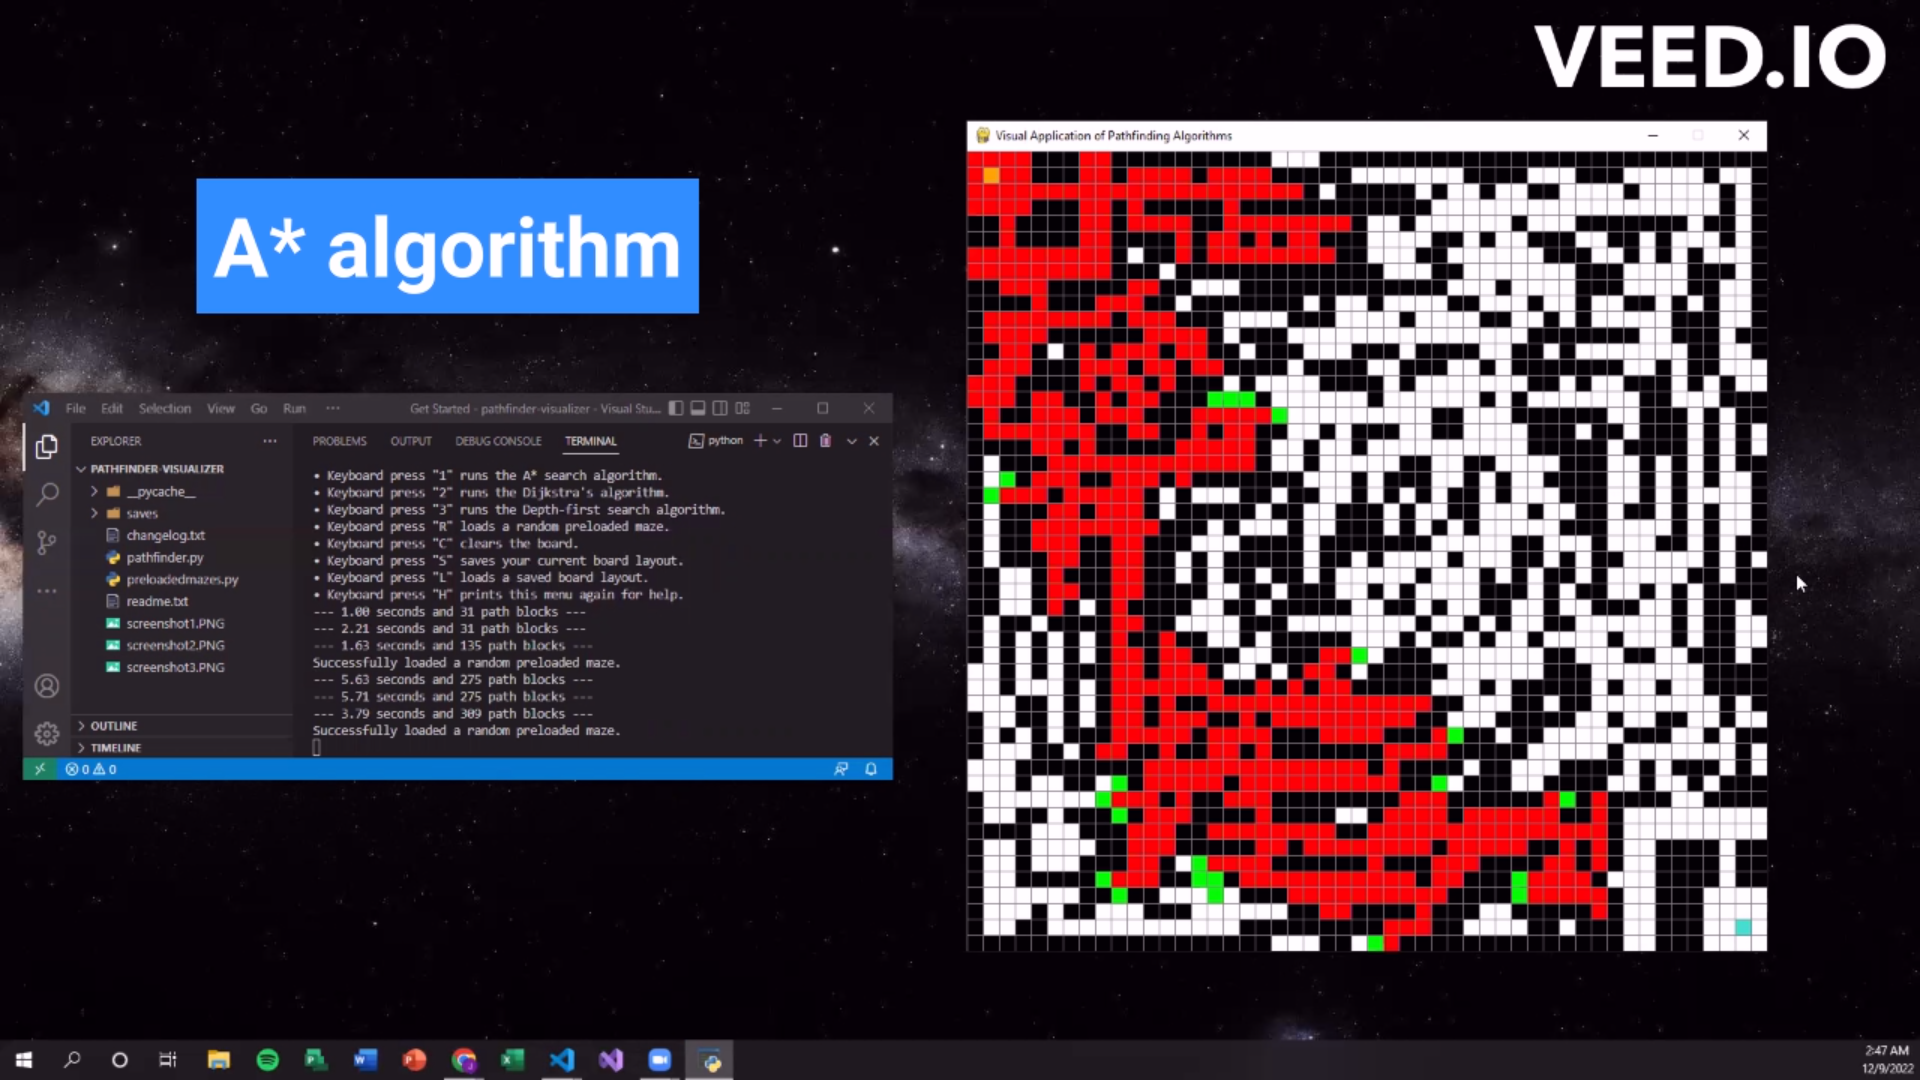 VEED.IO
Visual Application of Pathfinding Algorithms
A* algorithm
File Edit Selection View Go Run ··· Get Started - pathfinder-visualizer - Visual Stu...
EXPLORER ···
PROBLEMS OUTPUT DEBUG CONSOLE TERMINAL python
PATHFINDER-VISUALIZER
__pycache__
saves
changelog.txt
pathfinder.py
preloadedmazes.py
readme.txt
screenshot1.PNG
screenshot2.PNG
screenshot3.PNG
OUTLINE
TIMELINE
• Keyboard press "1" runs the A* search algorithm.
• Keyboard press "2" runs the Dijkstra's algorithm.
• Keyboard press "3" runs the Depth-first search algorithm.
• Keyboard press "R" loads a random preloaded maze.
• Keyboard press "C" clears the board.
• Keyboard press "S" saves your current board layout.
• Keyboard press "L" loads a saved board layout.
• Keyboard press "H" prints this menu again for help.
--- 1.00 seconds and 31 path blocks ---
--- 2.21 seconds and 31 path blocks ---
--- 1.63 seconds and 135 path blocks ---
Successfully loaded a random preloaded maze.
--- 5.63 seconds and 275 path blocks ---
--- 5.71 seconds and 275 path blocks ---
--- 3.79 seconds and 309 path blocks ---
Successfully loaded a random preloaded maze.
0 0
2:47 AM
12/9/2022